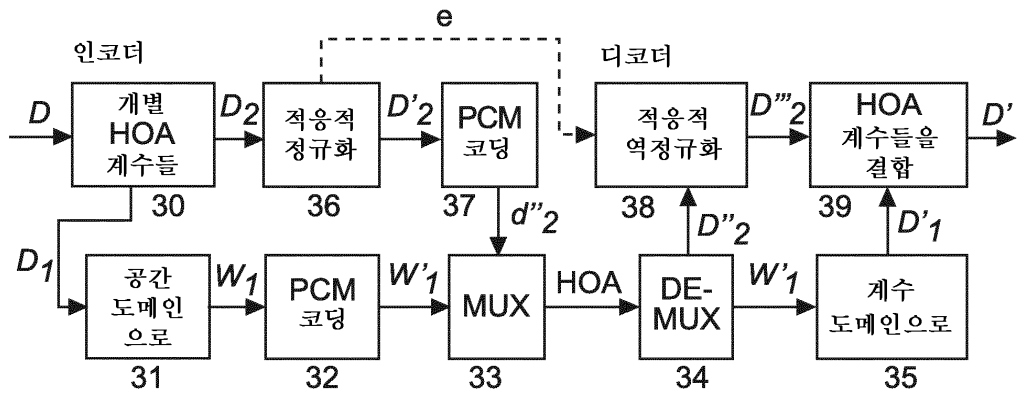 e
인코더
디코더
D
개별
HOA
계수들
30
D2
적응적
정규화
36
D'2
PCM
코딩
37
d''2
적응적
역정규화
38
D'''2
HOA
계수들을
결합
39
D'
D1
공간
도메인
으로
31
W1
PCM
코딩
32
W'1
MUX
33
HOA
DE-
MUX
34
D''2
W'1
계수
도메인으로
35
D'1